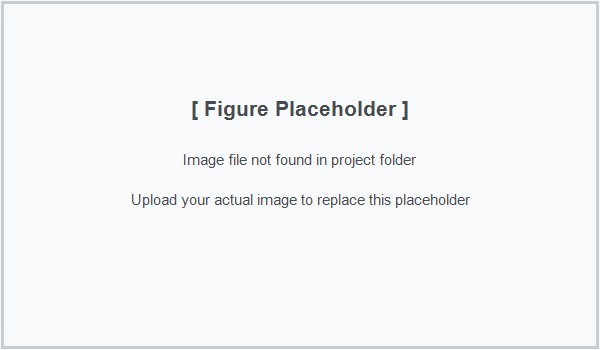 [ Figure Placeholder ]
Image file not found in project folder
Upload your actual image to replace this placeholder